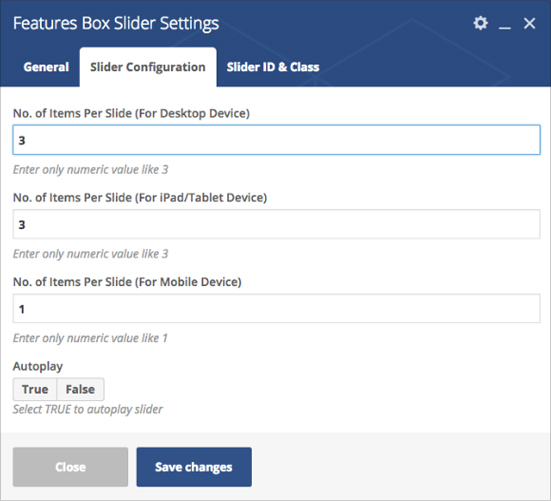 Features Box Slider Settings
General Slider Configuration Slider ID & Class
No. of Items Per Slide (For Desktop Device)
3
Enter only numeric value like 3
No. of Items Per Slide (For iPad/Tablet Device)
3
Enter only numeric value like 3
No. of Items Per Slide (For Mobile Device)
1
Enter only numeric value like 1
Autoplay
True False
Select TRUE to autoplay slider
Close Save changes